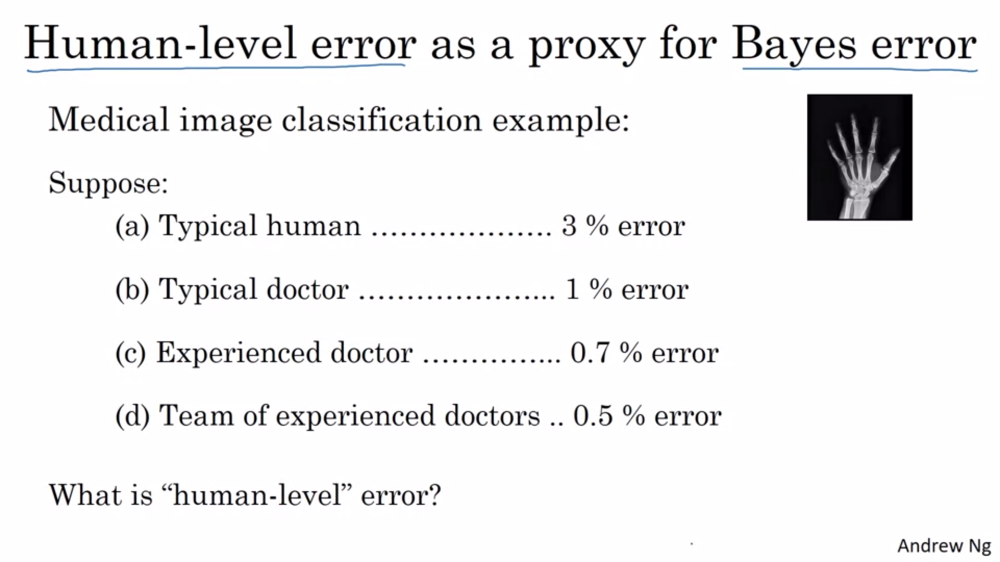 Human-level error as a proxy for Bayes error
Medical image classification example:
Suppose:
(a) Typical human ………………… 3 % error
(b) Typical doctor ………………….. 1 % error
(c) Experienced doctor …………….. 0.7 % error
(d) Team of experienced doctors .. 0.5 % error
What is “human-level” error?
Andrew Ng